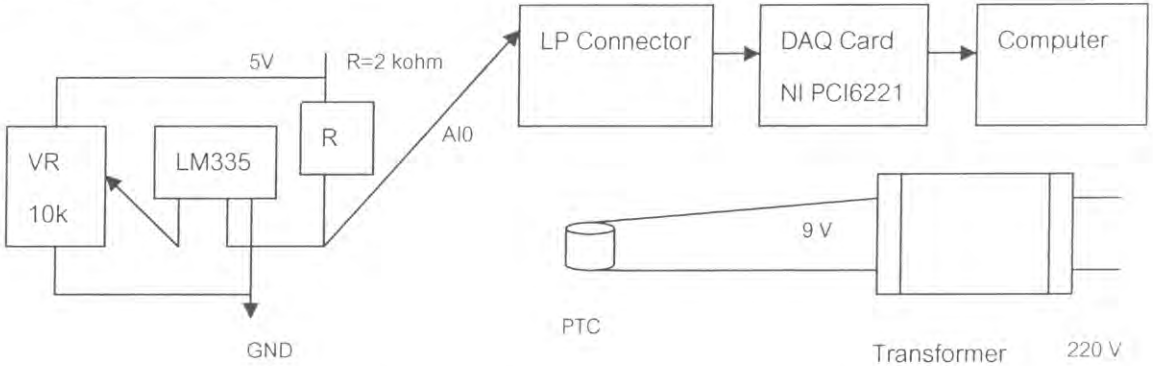 LP Connector
DAQ Card
NI PCI6221
Computer
5V
R=2 kohm
AI0
VR
10k
LM335
R
9 V
PTC
GND
Transformer
220 V